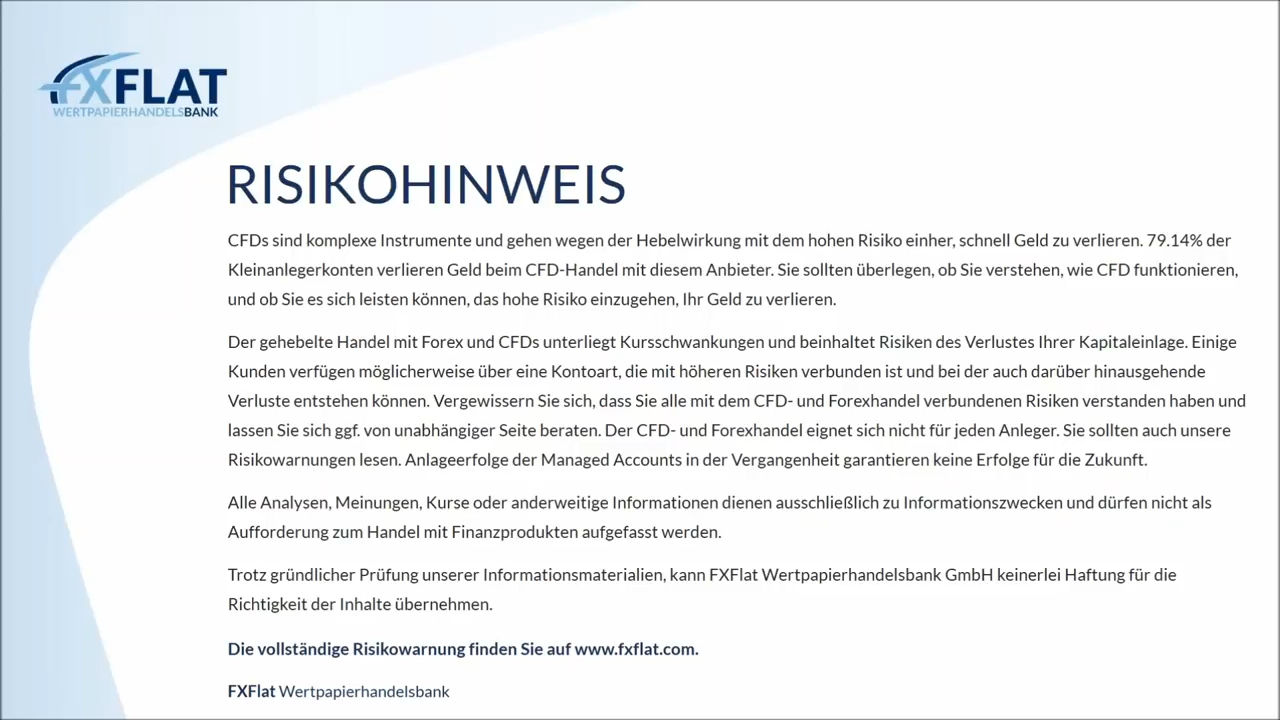 FXFLAT
WERTPAPIERHANDELSBANK
RISIKOHINWEIS
CFDs sind komplexe Instrumente und gehen wegen der Hebelwirkung mit dem hohen Risiko einher, schnell Geld zu verlieren. 79.14% der
Kleinanlegerkonten verlieren Geld beim CFD-Handel mit diesem Anbieter. Sie sollten überlegen, ob Sie verstehen, wie CFD funktionieren,
und ob Sie es sich leisten können, das hohe Risiko einzugehen, Ihr Geld zu verlieren.
Der gehebelte Handel mit Forex und CFDs unterliegt Kursschwankungen und beinhaltet Risiken des Verlustes Ihrer Kapitaleinlage. Einige
Kunden verfügen möglicherweise über eine Kontoart, die mit höheren Risiken verbunden ist und bei der auch darüber hinausgehende
Verluste entstehen können. Vergewissern Sie sich, dass Sie alle mit dem CFD- und Forexhandel verbundenen Risiken verstanden haben und
lassen Sie sich ggf. von unabhängiger Seite beraten. Der CFD- und Forexhandel eignet sich nicht für jeden Anleger. Sie sollten auch unsere
Risikowarnungen lesen. Anlageerfolge der Managed Accounts in der Vergangenheit garantieren keine Erfolge für die Zukunft.
Alle Analysen, Meinungen, Kurse oder anderweitige Informationen dienen ausschließlich zu Informationszwecken und dürfen nicht als
Aufforderung zum Handel mit Finanzprodukten aufgefasst werden.
Trotz gründlicher Prüfung unserer Informationsmaterialien, kann FXFlat Wertpapierhandelsbank GmbH keinerlei Haftung für die
Richtigkeit der Inhalte übernehmen.
Die vollständige Risikowarnung finden Sie auf www.fxflat.com.
FXFlat Wertpapierhandelsbank